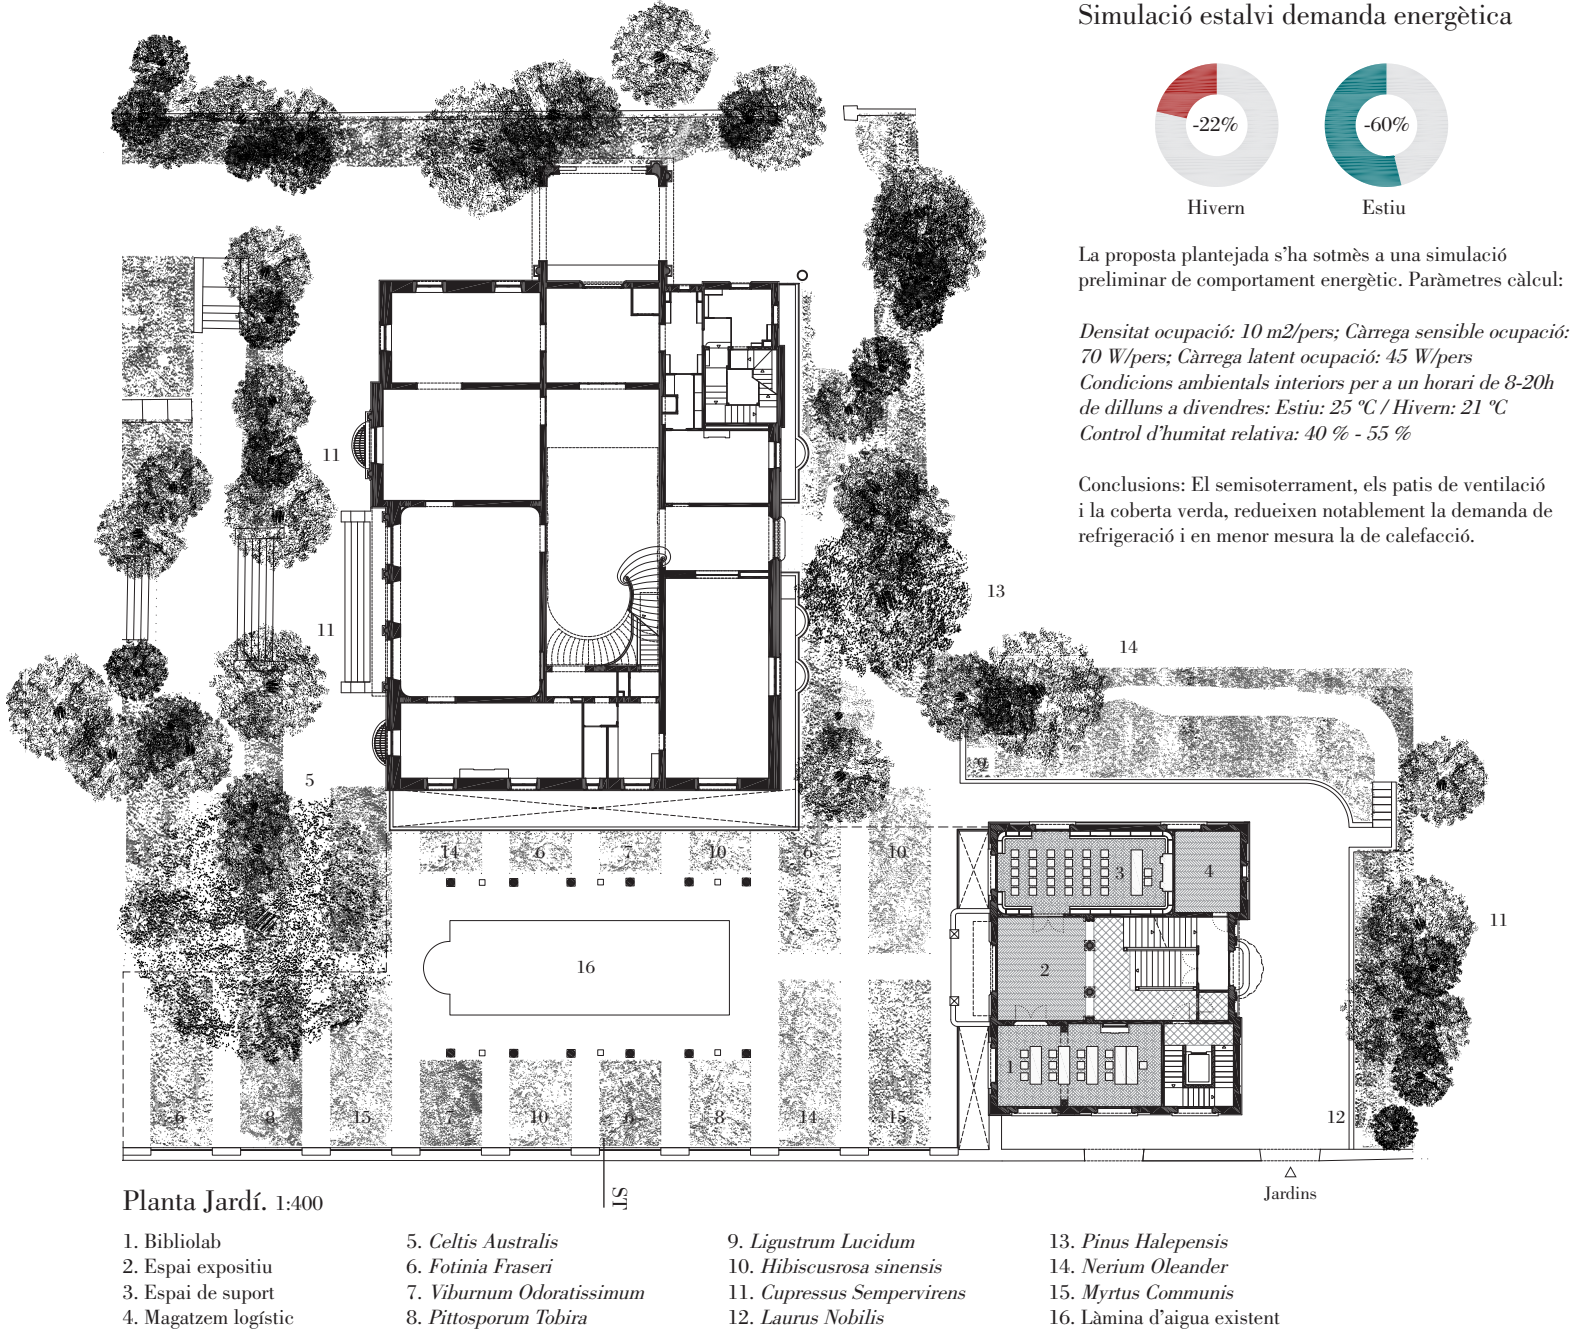 Simulació estalvi demanda energètica
-22%
-60%
Hivern
Estiu
La proposta plantejada s'ha sotmès a una simulació
preliminar de comportament energètic. Paràmetres càlcul:
Densitat ocupació: 10 m2/pers; Càrrega sensible ocupació:
70 W/pers; Càrrega latent ocupació: 45 W/pers
Condicions ambientals interiors per a un horari de 8-20h
de dilluns a divendres: Estiu: 25 ºC / Hivern: 21 ºC
Control d'humitat relativa: 40 % - 55 %
Conclusions: El semisoterrament, els patis de ventilació
i la coberta verda, redueixen notablement la demanda de
refrigeració i en menor mesura la de calefacció.
11
13
11
14
5
14 6 7 10 6 10
3 4
11
16
2
1
6 8 15 7 10 6 8 14 15
12
ST
Jardins
Planta Jardí. 1:400
1. Bibliolab
2. Espai expositiu
3. Espai de suport
4. Magatzem logístic
5. Celtis Australis
6. Fotinia Fraseri
7. Viburnum Odoratissimum
8. Pittosporum Tobira
9. Ligustrum Lucidum
10. Hibiscusrosa sinensis
11. Cupressus Sempervirens
12. Laurus Nobilis
13. Pinus Halepensis
14. Nerium Oleander
15. Myrtus Communis
16. Làmina d'aigua existent